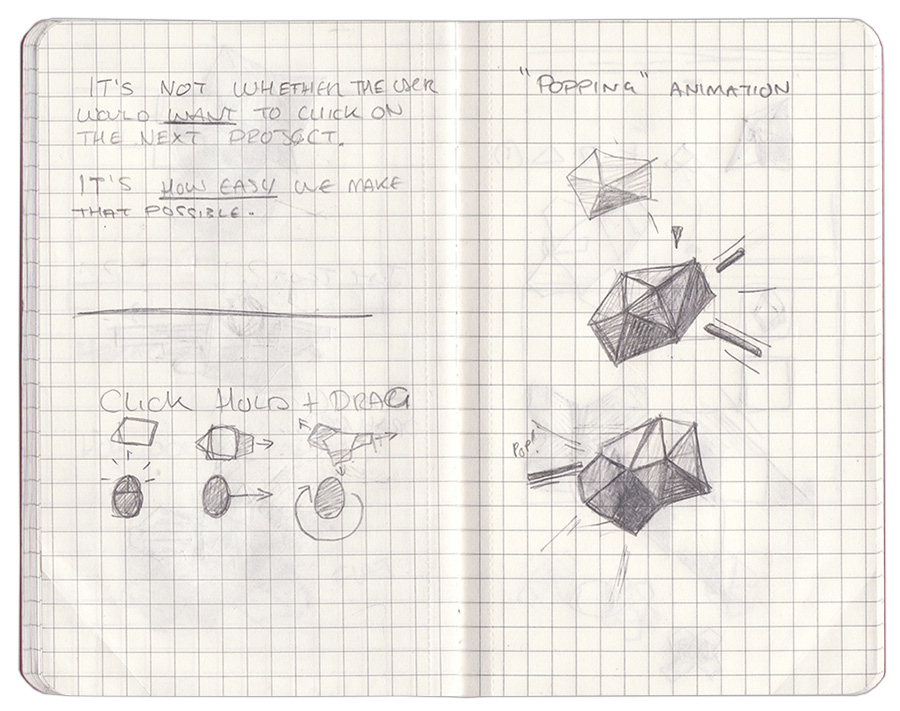 IT'S NOT WHETHER THE USER
WOULD WANT TO CLICK ON
THE NEXT PROJECT.
IT'S HOW EASY WE MAKE
THAT POSSIBLE.
CLICK HOLD + DRAG
"POPPING" ANIMATION
POP!